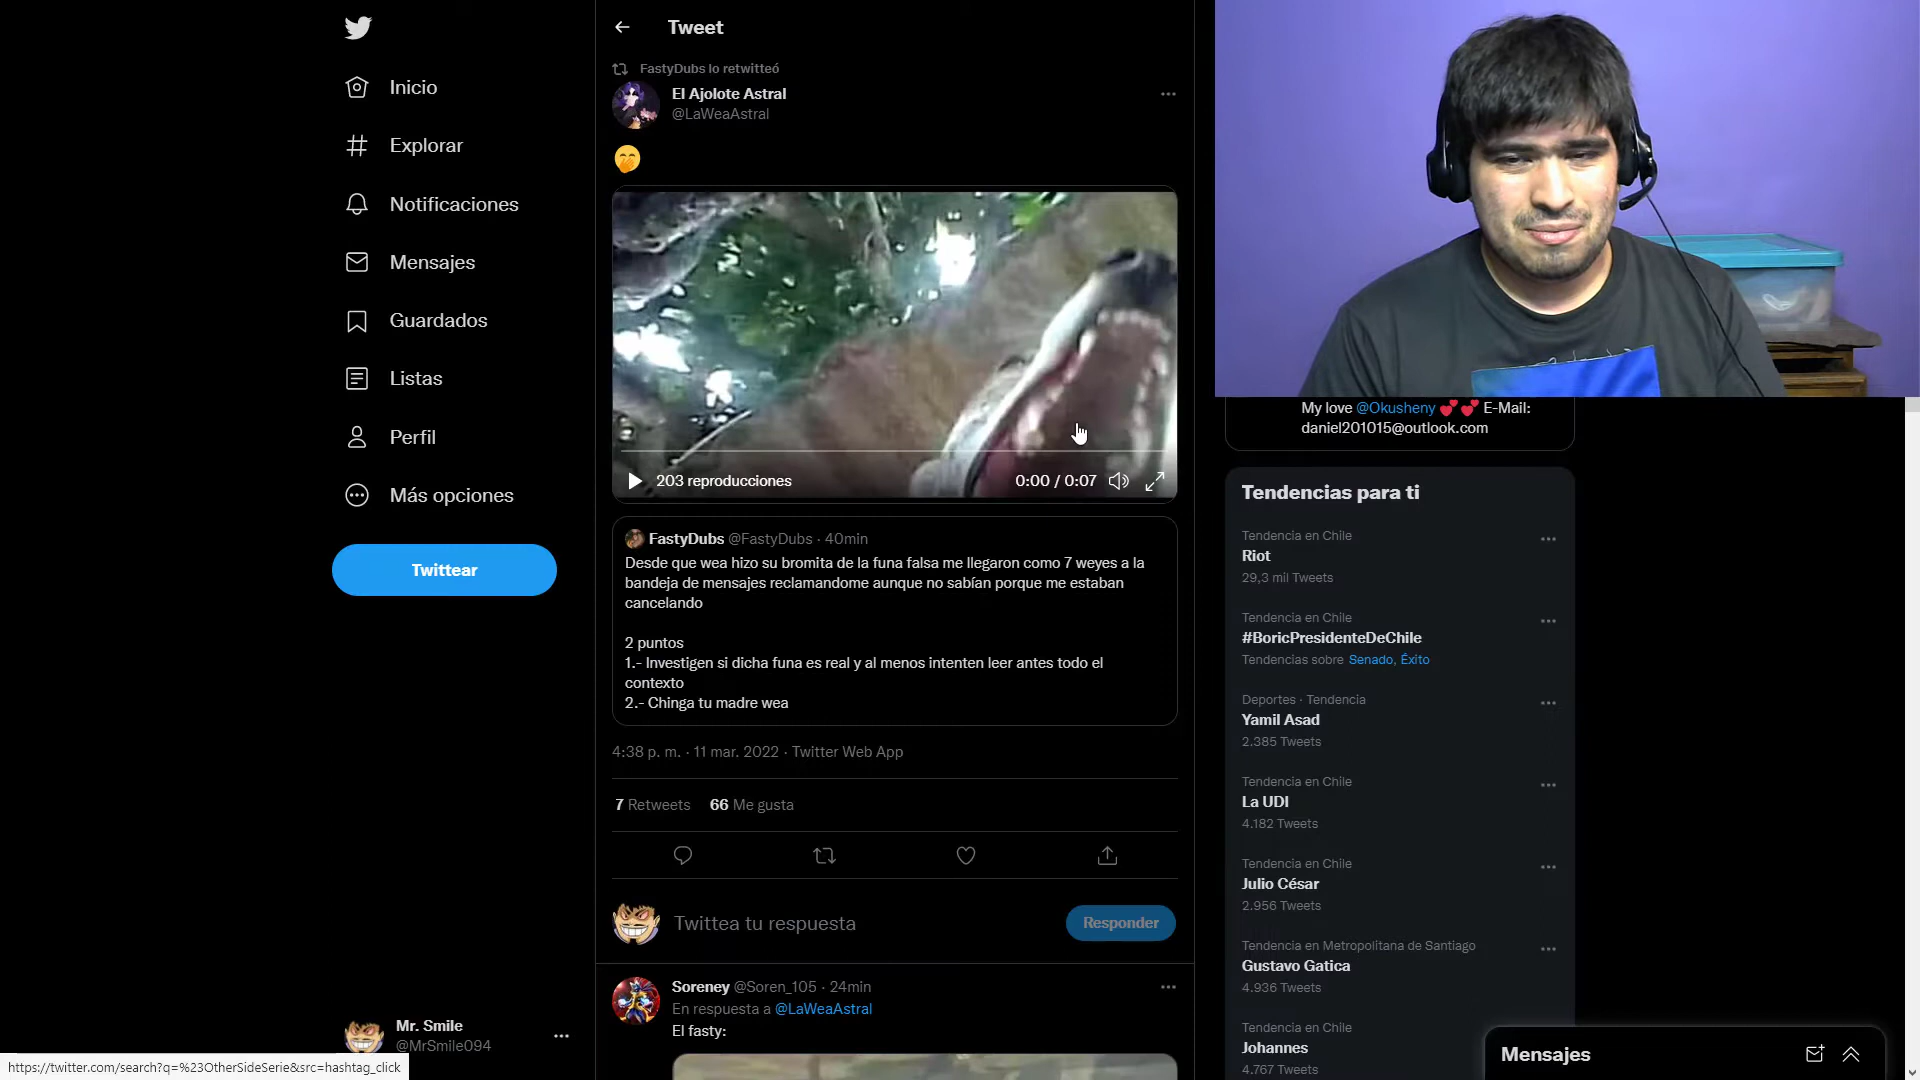 Inicio
Explorar
Notificaciones
Mensajes
Guardados
Listas
Perfil
Más opciones
Twittear
Mr. Smile
@MrSmile094
https://twitter.com/search?q=%23OtherSideSerie&src=hashtag_click
Tweet
FastyDubs lo retwitteó
El Ajolote Astral
@LaWeaAstral
203 reproducciones
0:00 / 0:07
FastyDubs @FastyDubs · 40min
Desde que wea hizo su bromita de la funa falsa me llegaron como 7 weyes a la
bandeja de mensajes reclamandome aunque no sabían porque me estaban
cancelando
2 puntos
1.- Investigen si dicha funa es real y al menos intenten leer antes todo el
contexto
2.- Chinga tu madre wea
4:38 p. m. · 11 mar. 2022 · Twitter Web App
7 Retweets 66 Me gusta
Twittea tu respuesta
Responder
Soreney @Soren_105 · 24min
En respuesta a @LaWeaAstral
El fasty:
My love @Okusheny 💕 💕 E-Mail:
daniel201015@outlook.com
Tendencias para ti
Tendencia en Chile
Riot
29,3 mil Tweets
Tendencia en Chile
#BoricPresidenteDeChile
Tendencias sobre Senado, Éxito
Deportes · Tendencia
Yamil Asad
2.385 Tweets
Tendencia en Chile
La UDI
4.182 Tweets
Tendencia en Chile
Julio César
2.956 Tweets
Tendencia en Metropolitana de Santiago
Gustavo Gatica
4.936 Tweets
Tendencia en Chile
Johannes
4.767 Tweets
Mensajes